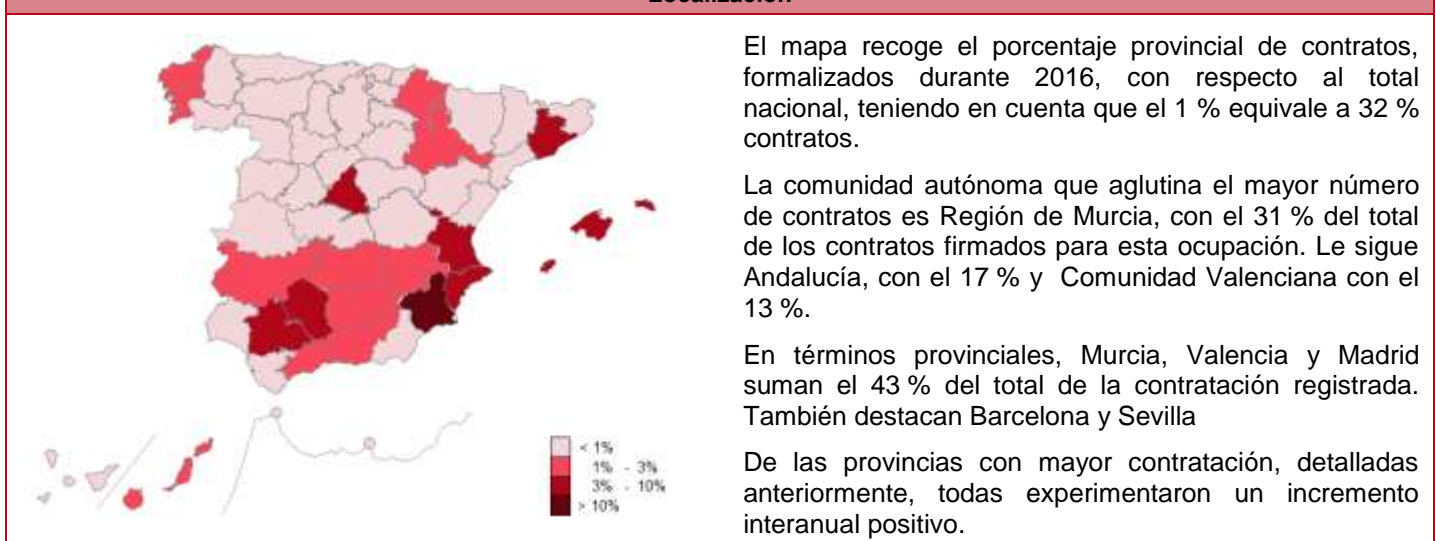 Localización
El mapa recoge el porcentaje provincial de contratos,
formalizados durante 2016, con respecto al total
nacional, teniendo en cuenta que el 1 % equivale a 32 %
contratos.
La comunidad autónoma que aglutina el mayor número
de contratos es Región de Murcia, con el 31 % del total
de los contratos firmados para esta ocupación. Le sigue
Andalucía, con el 17 % y Comunidad Valenciana con el
13 %.
En términos provinciales, Murcia, Valencia y Madrid
suman el 43 % del total de la contratación registrada.
También destacan Barcelona y Sevilla
De las provincias con mayor contratación, detalladas
anteriormente, todas experimentaron un incremento
interanual positivo.
< 1%
1% - 3%
3% - 10%
> 10%